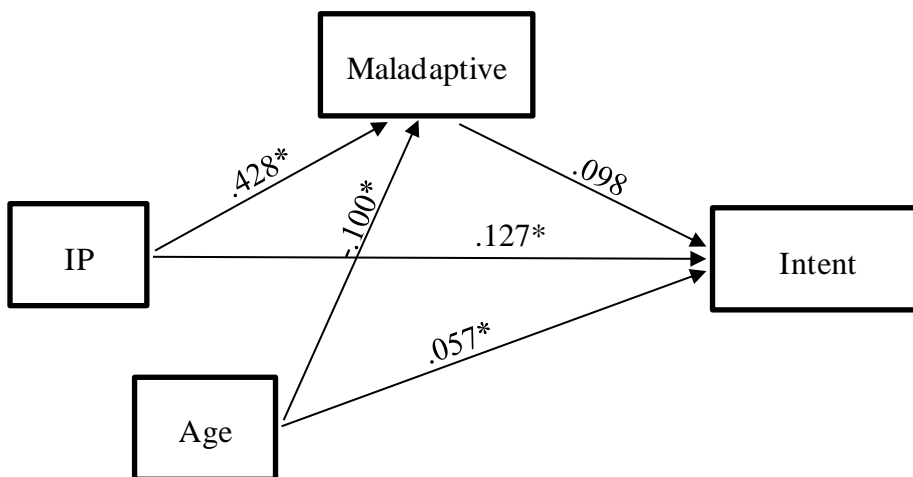 Maladaptive
.428*
-.100*
.098
IP
.127*
Intent
.057*
Age